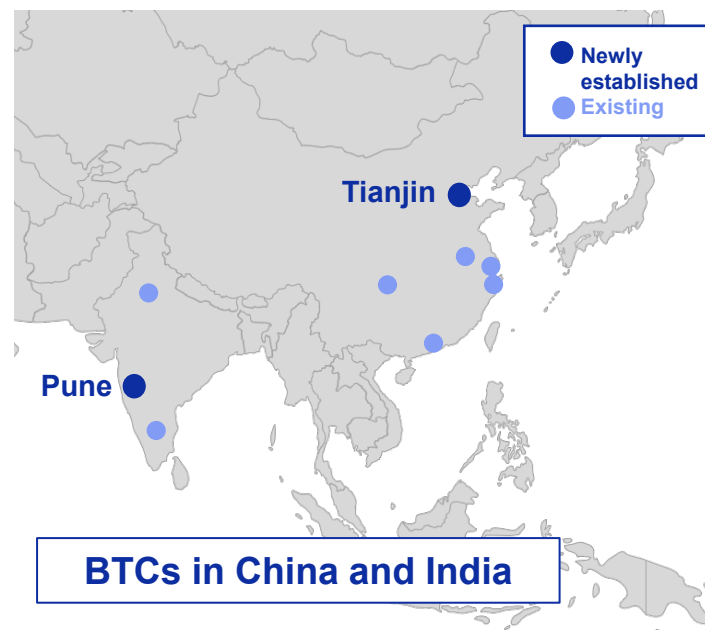 Newly
established
Existing
Tianjin
Pune
BTCs in China and India